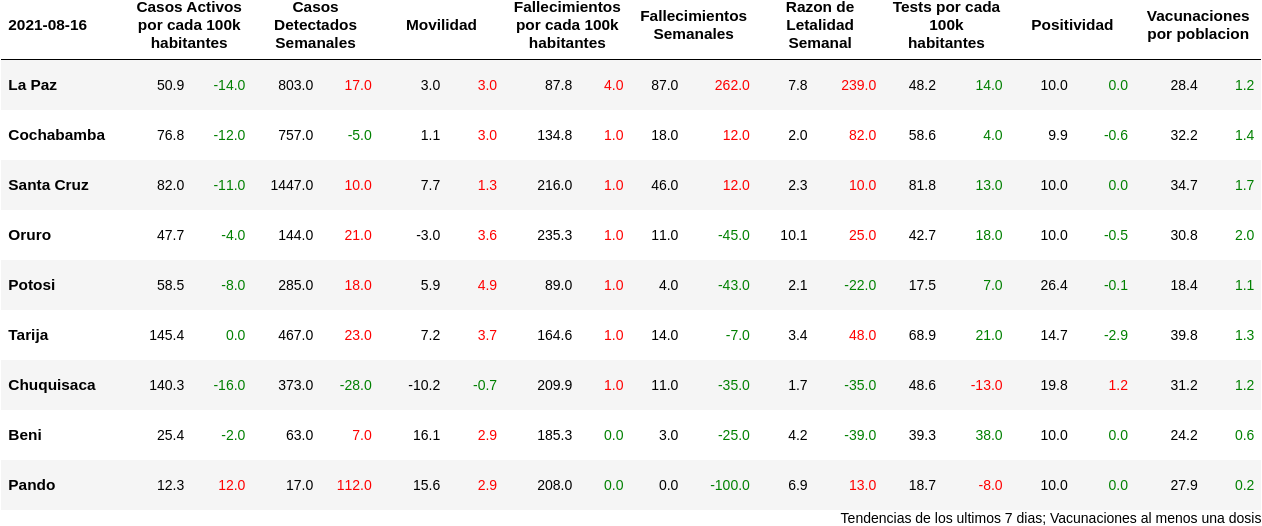 2021-08-16 Casos Activos por cada 100k habitantes Casos Detectados Semanales Movilidad Fallecimientos por cada 100k habitantes Fallecimientos Semanales Razon de Letalidad Semanal Tests por cada 100k habitantes Positividad Vacunaciones por poblacion
La Paz 50.9 -14.0 803.0 17.0 3.0 3.0 87.8 4.0 87.0 262.0 7.8 239.0 48.2 14.0 10.0 0.0 28.4 1.2
Cochabamba 76.8 -12.0 757.0 -5.0 1.1 3.0 134.8 1.0 18.0 12.0 2.0 82.0 58.6 4.0 9.9 -0.6 32.2 1.4
Santa Cruz 82.0 -11.0 1447.0 10.0 7.7 1.3 216.0 1.0 46.0 12.0 2.3 10.0 81.8 13.0 10.0 0.0 34.7 1.7
Oruro 47.7 -4.0 144.0 21.0 -3.0 3.6 235.3 1.0 11.0 -45.0 10.1 25.0 42.7 18.0 10.0 -0.5 30.8 2.0
Potosi 58.5 -8.0 285.0 18.0 5.9 4.9 89.0 1.0 4.0 -43.0 2.1 -22.0 17.5 7.0 26.4 -0.1 18.4 1.1
Tarija 145.4 0.0 467.0 23.0 7.2 3.7 164.6 1.0 14.0 -7.0 3.4 48.0 68.9 21.0 14.7 -2.9 39.8 1.3
Chuquisaca 140.3 -16.0 373.0 -28.0 -10.2 -0.7 209.9 1.0 11.0 -35.0 1.7 -35.0 48.6 -13.0 19.8 1.2 31.2 1.2
Beni 25.4 -2.0 63.0 7.0 16.1 2.9 185.3 0.0 3.0 -25.0 4.2 -39.0 39.3 38.0 10.0 0.0 24.2 0.6
Pando 12.3 12.0 17.0 112.0 15.6 2.9 208.0 0.0 0.0 -100.0 6.9 13.0 18.7 -8.0 10.0 0.0 27.9 0.2
Tendencias de los ultimos 7 dias; Vacunaciones al menos una dosis